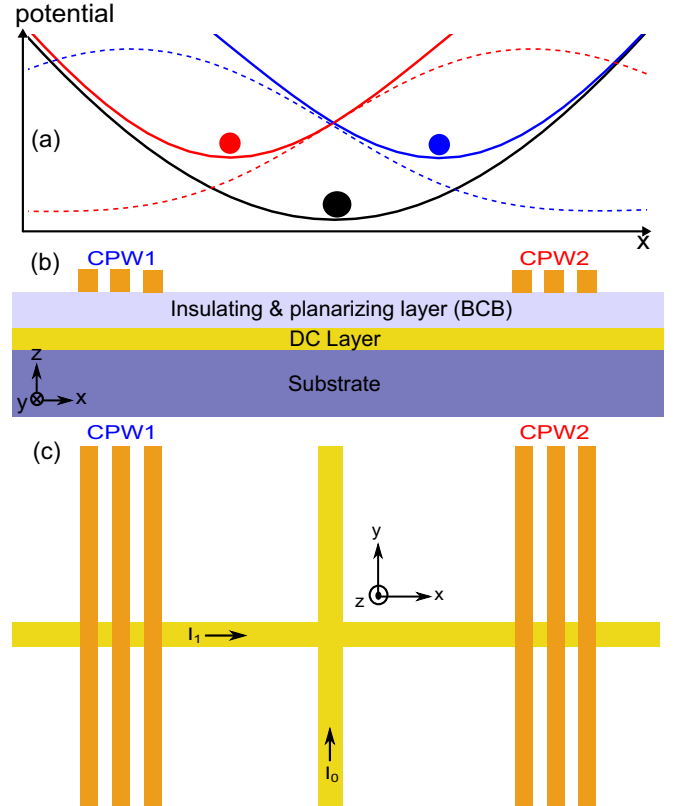 potential
(a)
x
(b)
CPW1
CPW2
Insulating & planarizing layer (BCB)
DC Layer
Substrate
z
y
x
CPW1
CPW2
(c)
y
z
x
I1
I0